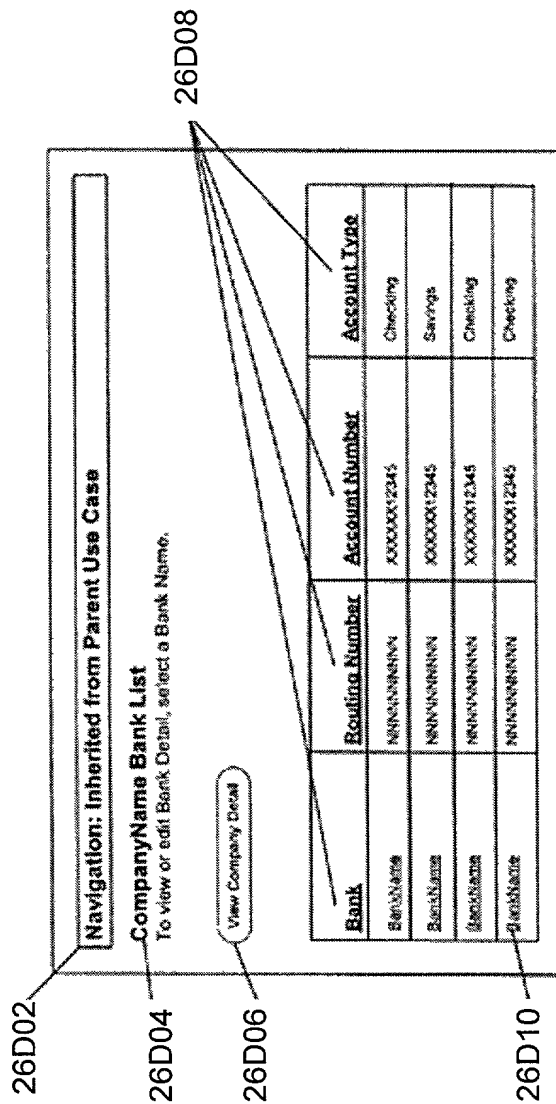 26D02
Navigation: Inherited from Parent Use Case
26D04
CompanyName Bank List
To view or edit Bank Detail, select a Bank Name.
26D06
View Company Detail
26D08
Bank Routing Number Account Number Account Type
BankName NNNNNNNNN XXXXXX12345 Checking
BankName NNNNNNNNN XXXXXX12345 Savings
BankName NNNNNNNNN XXXXXX12345 Checking
BankName NNNNNNNNN XXXXXX12345 Checking
26D10